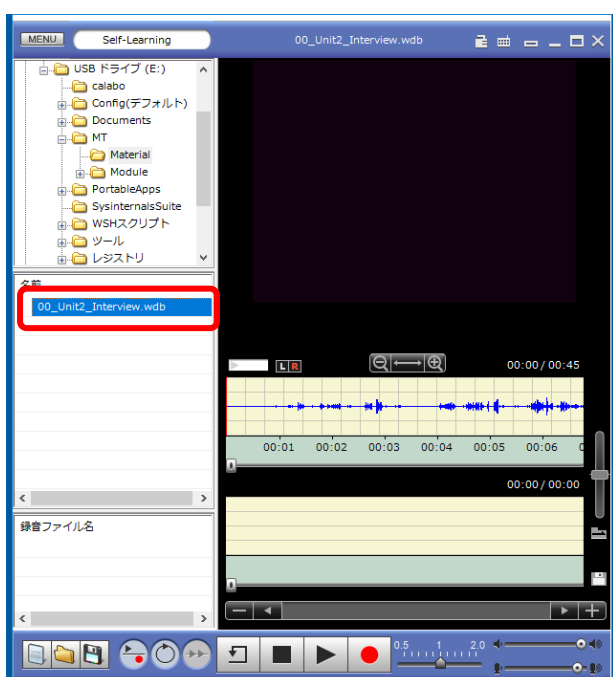 MENU
Self-Learning
00_Unit2_Interview.wdb
USB ドライブ (E:)
calabo
Config(デフォルト)
Documents
MT
Material
Module
PortableApps
SysinternalsSuite
WSHスクリプト
ツール
レジストリ
名前
00_Unit2_Interview.wdb
L R
00:00 / 00:45
00:01 00:02 00:03 00:04 00:05 00:06
00:00 / 00:00
録音ファイル名
0.5 1 2.0